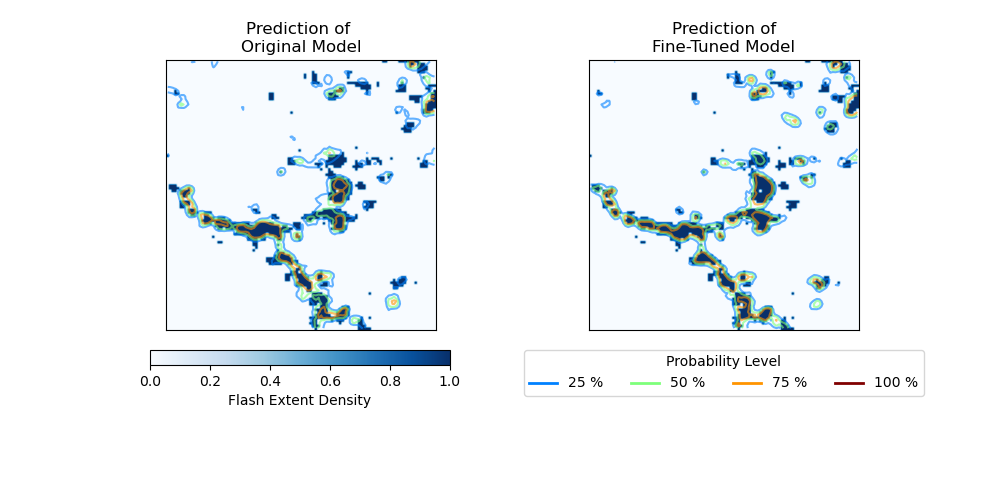 Prediction of
Original Model
Prediction of
Fine-Tuned Model
0.0 0.2 0.4 0.6 0.8 1.0
Flash Extent Density
Probability Level
25 % 50 % 75 % 100 %